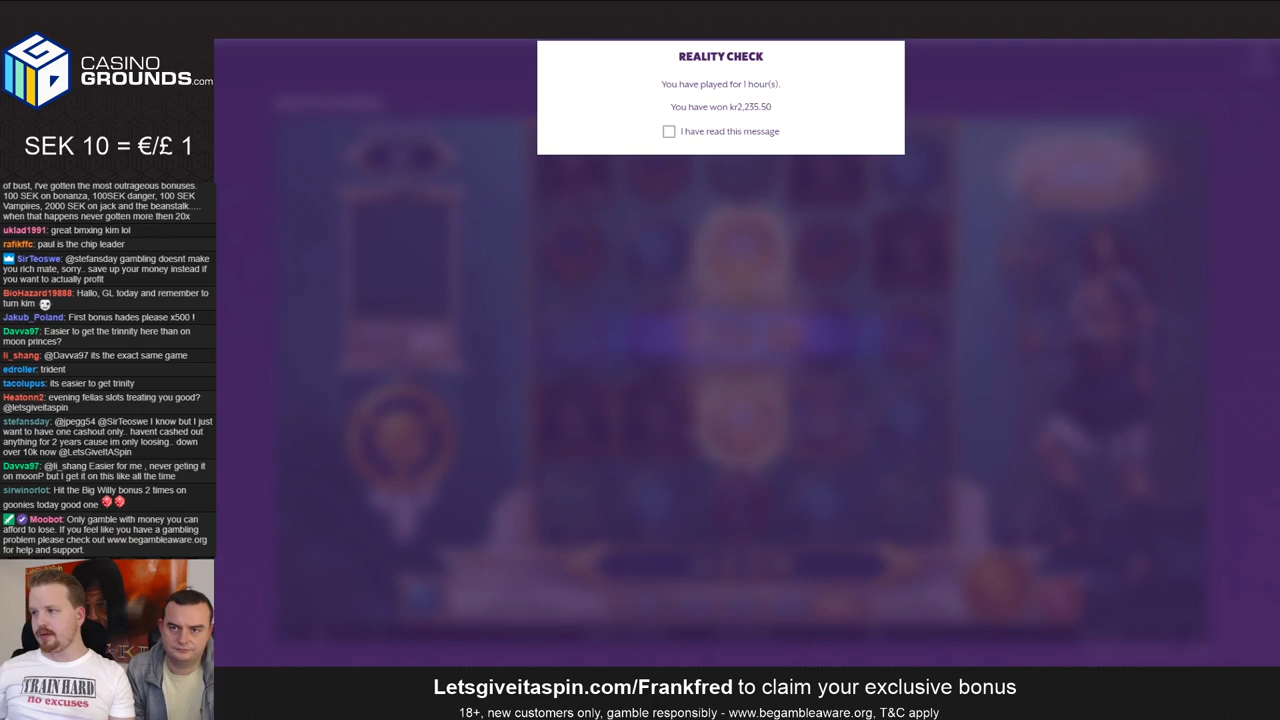 CASINO
GROUNDS.com
SEK 10 = €/£ 1
of bust, i've gotten the most outrageous bonuses.
100 SEK on bonanza, 100SEK danger, 100 SEK
Vampires, 2000 SEK on jack and the beanstalk.....
when that happens never gotten more then 20x
uklad1991: great bmxing kim lol
rafikffc: paul is the chip leader
SirTeoswe: @stefansday gambling doesnt make
you rich mate, sorry.. save up your money instead if
you want to actually profit
BioHazard19888: Hallo, GL today and remember to
turn kim
Jakub_Poland: First bonus hades please x500 !
Davva97: Easier to get the trinnity here than on
moon princes?
li_shang: @Davva97 its the exact same game
edroller: trident
tacolupus: its easier to get trinity
Heatonn2: evening fellas slots treating you good?
@letsgiveitaspin
stefansday: @jpegg54 @SirTeoswe I know but I just
want to have one cashout only.. havent cashed out
anything for 2 years cause im only loosing.. down
over 10k now @LetsGiveItASpin
Davva97: @li_shang Easier for me , never geting it
on moonP but I get it on this like all the time
sirwinorlot: Hit the Big Willy bonus 2 times on
goonies today good one
Moobot: Only gamble with money you can
afford to lose. If you feel like you have a gambling
problem please check out www.begambleaware.org
for help and support.
REALITY CHECK
You have played for 1 hour(s).
You have won kr2,235.50
I have read this message
TRAIN HARD
no excuses
Letsgiveitaspin.com/Frankfred to claim your exclusive bonus
18+, new customers only, gamble responsibly - www.begambleaware.org, T&C apply